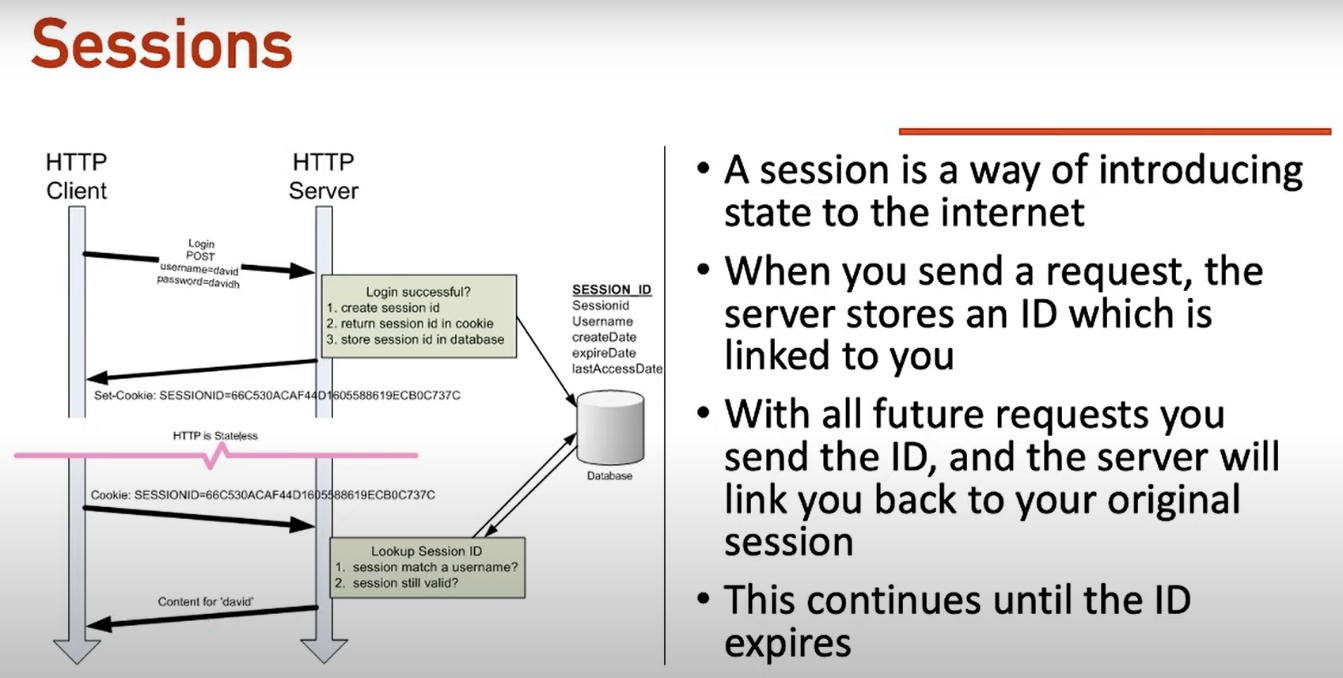 Sessions
HTTP
Client
HTTP
Server
Login
POST
username=david
password=davidh
Login successful?
1. create session id
2. return session id in cookie
3. store session id in database
SESSION_ID
Sessionid
Username
createDate
expireDate
lastAccessDate
Set-Cookie: SESSIONID=66C530ACAF44D1605588619ECB0C737C
HTTP is Stateless
Database
Cookie: SESSIONID=66C530ACAF44D1605588619ECB0C737C
Lookup Session ID
1. session match a username?
2. session still valid?
Content for 'david'
• A session is a way of introducing
state to the internet
• When you send a request, the
server stores an ID which is
linked to you
• With all future requests you
send the ID, and the server will
link you back to your original
session
• This continues until the ID
expires